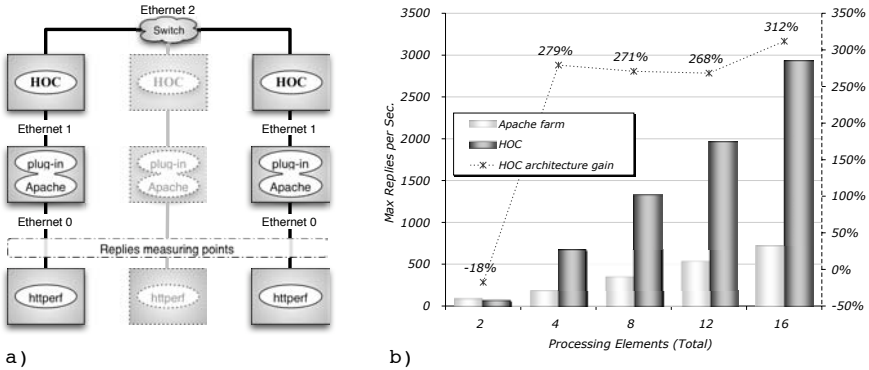 Ethernet 2
Switch
HOC
HOC
HOC
Ethernet 1
Ethernet 1
plug-in
plug-in
plug-in
Apache
Apache
Apache
Ethernet 0
Ethernet 0
Replies measuring points
httperf
httperf
httperf
a)
Max Replies per Sec.
3500
3000
2500
2000
1500
1000
500
0
350%
300%
250%
200%
150%
100%
50%
0%
-50%
-18%
279%
271%
268%
312%
Apache farm
HOC
HOC architecture gain
2 4 8 12 16
Processing Elements (Total)
b)